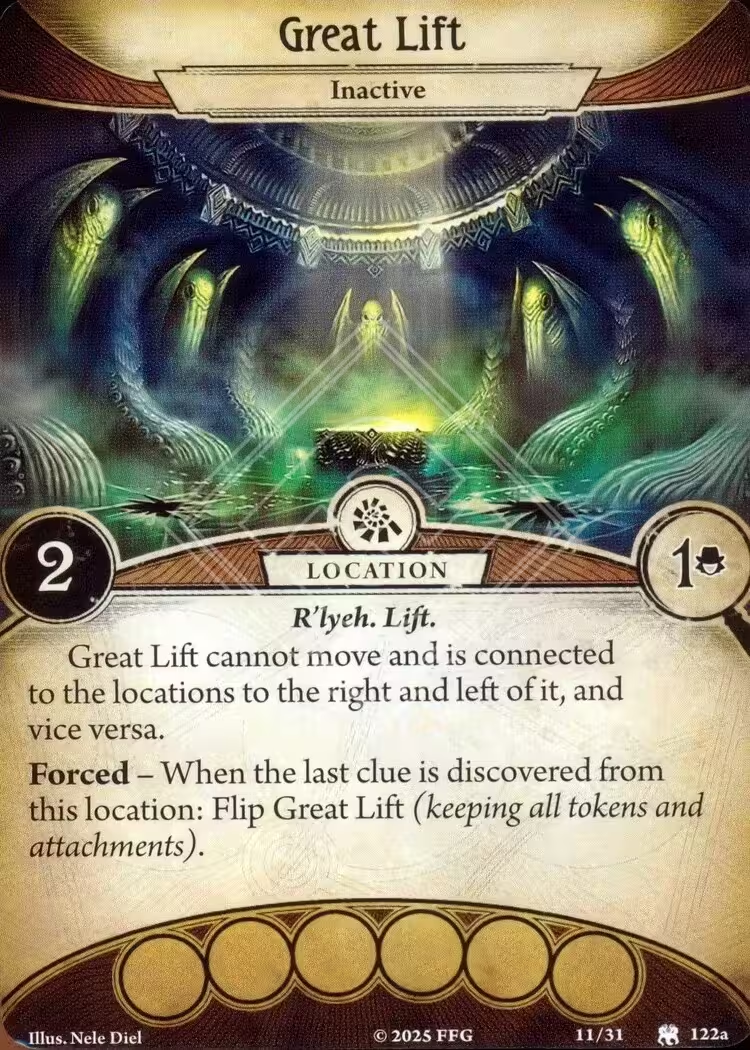 Great Lift
Inactive
2
1
LOCATION
R'lyeh. Lift.
Great Lift cannot move and is connected
to the locations to the right and left of it, and
vice versa.
Forced – When the last clue is discovered from
this location: Flip Great Lift (keeping all tokens and
attachments).
Illus. Nele Diel
© 2025 FFG
11/31
122a